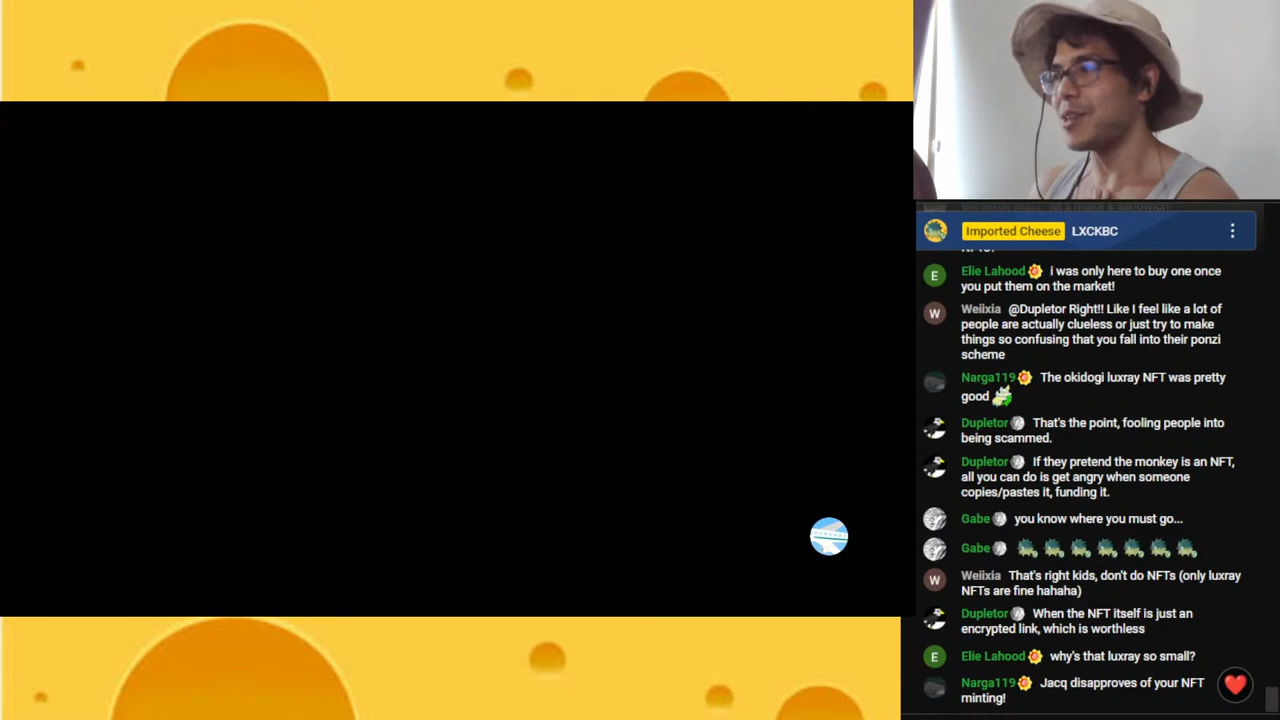 Imported Cheese LXCKBC
Elie Lahood i was only here to buy one once
you put them on the market!
Weiixia @Dupletor Right!! Like I feel like a lot of
people are actually clueless or just try to make
things so confusing that you fall into their ponzi
scheme
Narga119 The okidogi luxray NFT was pretty
good
Dupletor That's the point, fooling people into
being scammed.
Dupletor If they pretend the monkey is an NFT,
all you can do is get angry when someone
copies/pastes it, funding it.
Gabe you know where you must go...
Gabe
Weiixia That's right kids, don't do NFTs (only luxray
NFTs are fine hahaha)
Dupletor When the NFT itself is just an
encrypted link, which is worthless
Elie Lahood why's that luxray so small?
Narga119 Jacq disapproves of your NFT
minting!